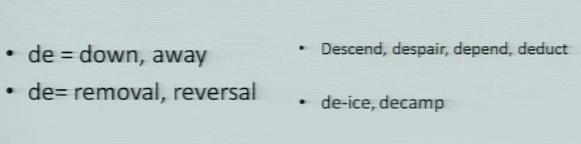 • de = down, away
• Descend, despair, depend, deduct
• de= removal, reversal
• de-ice, decamp